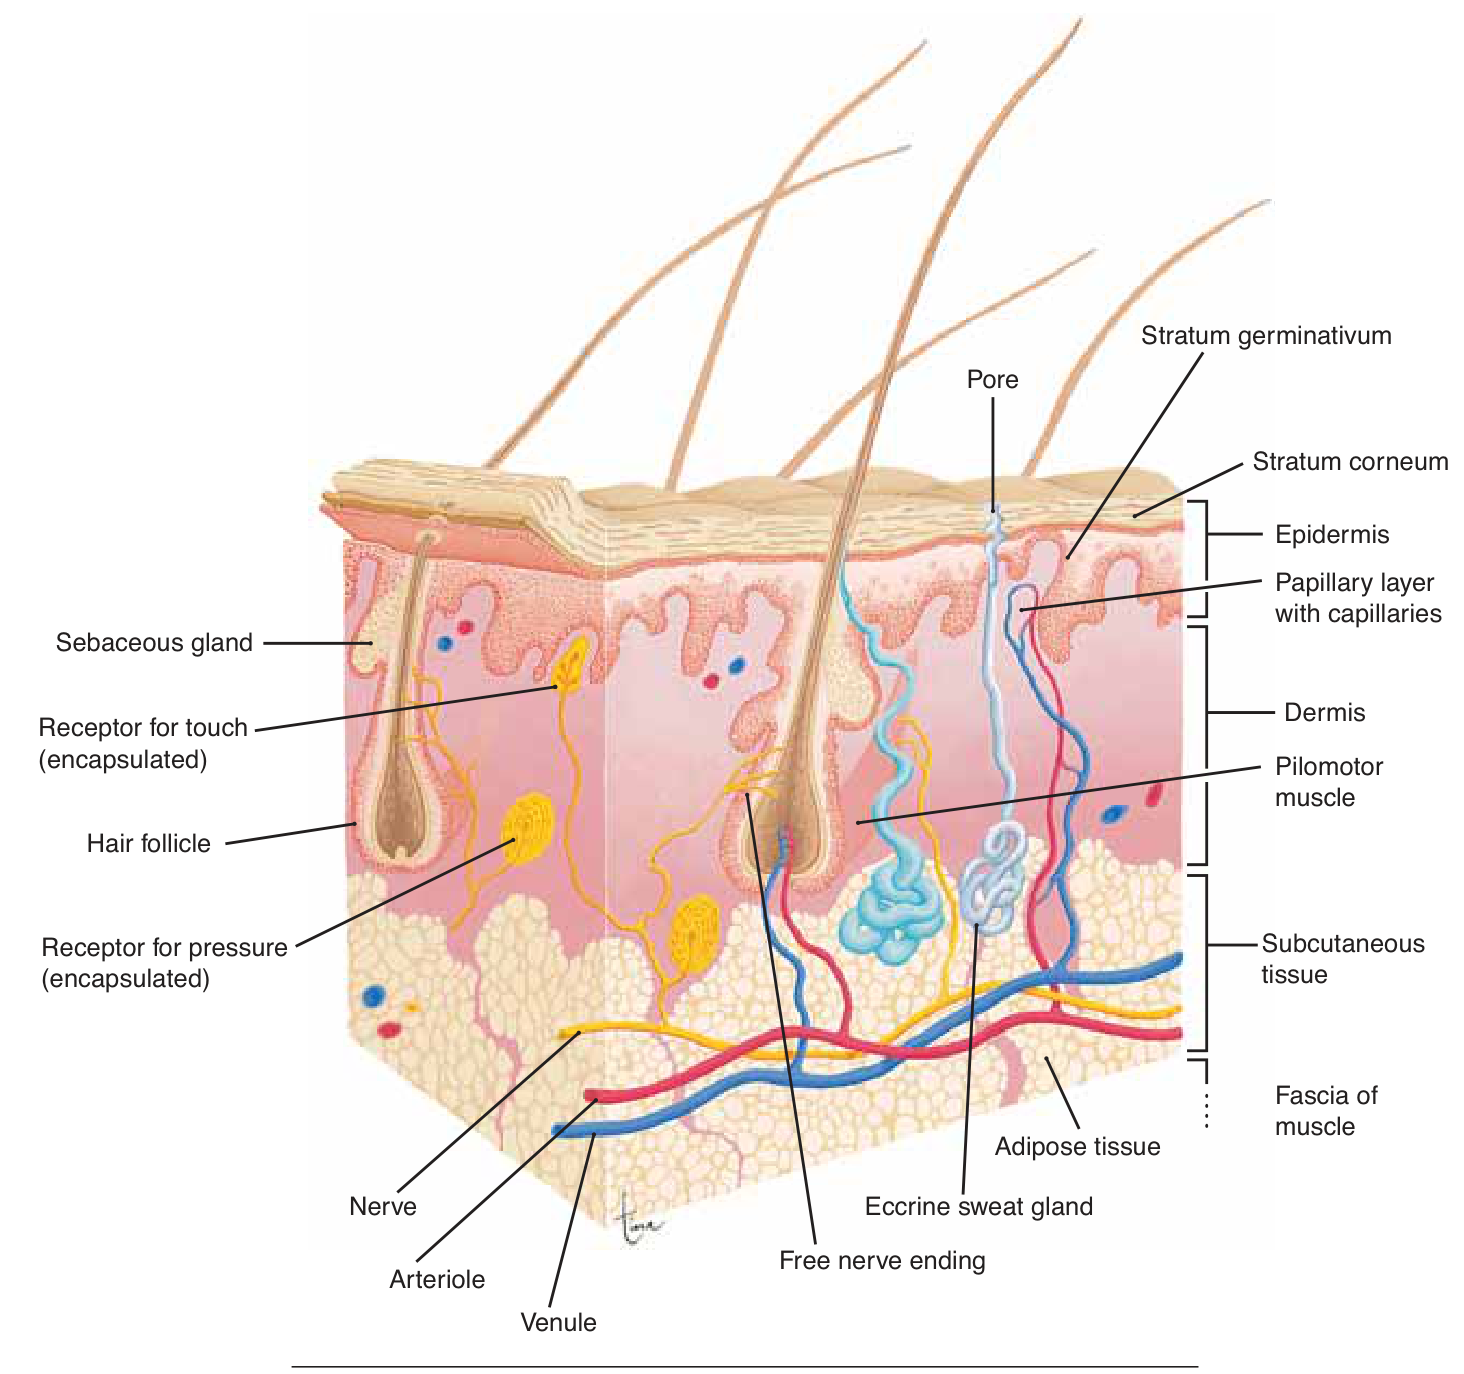 Stratum germinativum
Pore
Stratum corneum
Epidermis
Papillary layer
with capillaries
Sebaceous gland
Dermis
Receptor for touch
(encapsulated)
Pilomotor
muscle
Hair follicle
Receptor for pressure
(encapsulated)
Subcutaneous
tissue
Fascia of
muscle
Adipose tissue
Nerve
Eccrine sweat gland
Free nerve ending
Arteriole
Venule